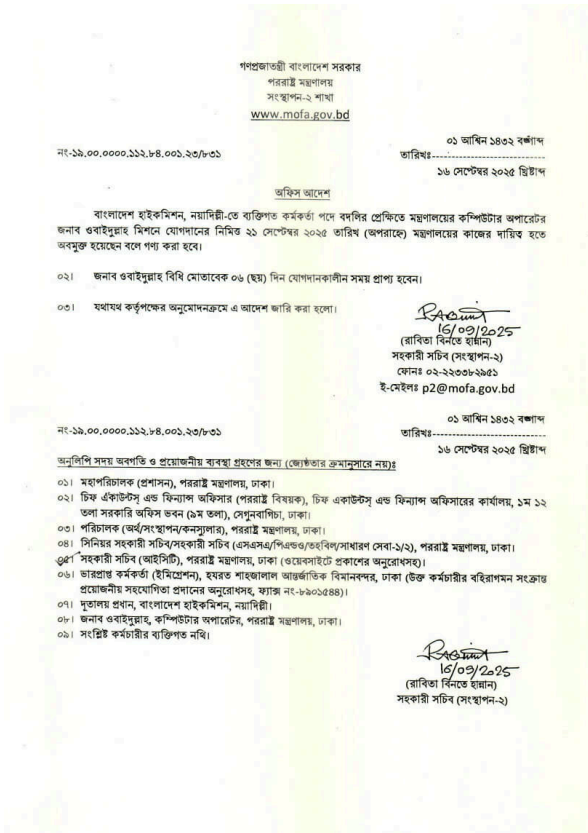 গণপ্রজাতন্ত্রী বাংলাদেশ সরকার
পররাষ্ট্র মন্ত্রণালয়
সংস্থাপন-২ শাখা
www.mofa.gov.bd
নং-১৯.০০.০০০০.১১২.৮৪.০০১.২৩/৮৩১
০১ আশ্বিন ১৪৩২ বঙ্গাব্দ
তারিখঃ------------------------------
১৬ সেপ্টেম্বর ২০২৫ খ্রিষ্টাব্দ
অফিস আদেশ
বাংলাদেশ হাইকমিশন, নয়াদিল্লী-তে ব্যক্তিগত কর্মকর্তা পদে বদলির প্রেক্ষিতে মন্ত্রণালয়ের কম্পিউটার অপারেটর
জনাব ওবাইদুল্লাহ মিশনে যোগদানের নিমিত্ত ২১ সেপ্টেম্বর ২০২৫ তারিখ (অপরাহ্নে) মন্ত্রণালয়ের কাজের দায়িত্ব হতে
অবমুক্ত হয়েছেন বলে গণ্য করা হবে।
০২। জনাব ওবাইদুল্লাহ বিধি মোতাবেক ০৬ (ছয়) দিন যোগদানকালীন সময় প্রাপ্য হবেন।
০৩। যথাযথ কর্তৃপক্ষের অনুমোদনক্রমে এ আদেশ জারি করা হলো।
16/09/2025
(রাবিতা বিনতে হান্নান)
সহকারী সচিব (সংস্থাপন-২)
ফোনঃ ০২-২২৩৩৮২৯৫১
ই-মেইলঃ p2@mofa.gov.bd
নং-১৯.০০.০০০০.১১২.৮৪.০০১.২৩/৮৩১
০১ আশ্বিন ১৪৩২ বঙ্গাব্দ
তারিখঃ------------------------------
১৬ সেপ্টেম্বর ২০২৫ খ্রিষ্টাব্দ
অনুলিপি সদয় অবগতি ও প্রয়োজনীয় ব্যবস্থা গ্রহণের জন্য (জ্যেষ্ঠতার ক্রমানুসারে নয়)ঃ
০১। মহাপরিচালক (প্রশাসন), পররাষ্ট্র মন্ত্রণালয়, ঢাকা।
০২। চিফ একাউন্টস্ এন্ড ফিন্যান্স অফিসার (পররাষ্ট্র বিষয়ক), চিফ একাউন্টস্ এন্ড ফিন্যান্স অফিসারের কার্যালয়, ১ম ১২
তলা সরকারি অফিস ভবন (৯ম তলা), সেগুনবাগিচা, ঢাকা।
০৩। পরিচালক (অর্থ/সংস্থাপন/কনস্যুলার), পররাষ্ট্র মন্ত্রণালয়, ঢাকা।
০৪। সিনিয়র সহকারী সচিব/সহকারী সচিব (এসএসএ/পিএন্ডও/তহবিল/সাধারণ সেবা-১/২), পররাষ্ট্র মন্ত্রণালয়, ঢাকা।
০৫। সহকারী সচিব (আইসিটি), পররাষ্ট্র মন্ত্রণালয়, ঢাকা (ওয়েবসাইটে প্রকাশের অনুরোধসহ)।
০৬। ভারপ্রাপ্ত কর্মকর্তা (ইমিগ্রেশন), হযরত শাহজালাল আন্তর্জাতিক বিমানবন্দর, ঢাকা (উক্ত কর্মচারীর বহিরাগমন সংক্রান্ত
প্রয়োজনীয় সহযোগিতা প্রদানের অনুরোধসহ, ফ্যাক্স নং-৮৯০১৫৪৪)।
০৭। দূতালয় প্রধান, বাংলাদেশ হাইকমিশন, নয়াদিল্লী।
০৮। জনাব ওবাইদুল্লাহ, কম্পিউটার অপারেটর, পররাষ্ট্র মন্ত্রণালয়, ঢাকা।
০৯। সংশ্লিষ্ট কর্মচারীর ব্যক্তিগত নথি।
16/09/2025
(রাবিতা বিনতে হান্নান)
সহকারী সচিব (সংস্থাপন-২)